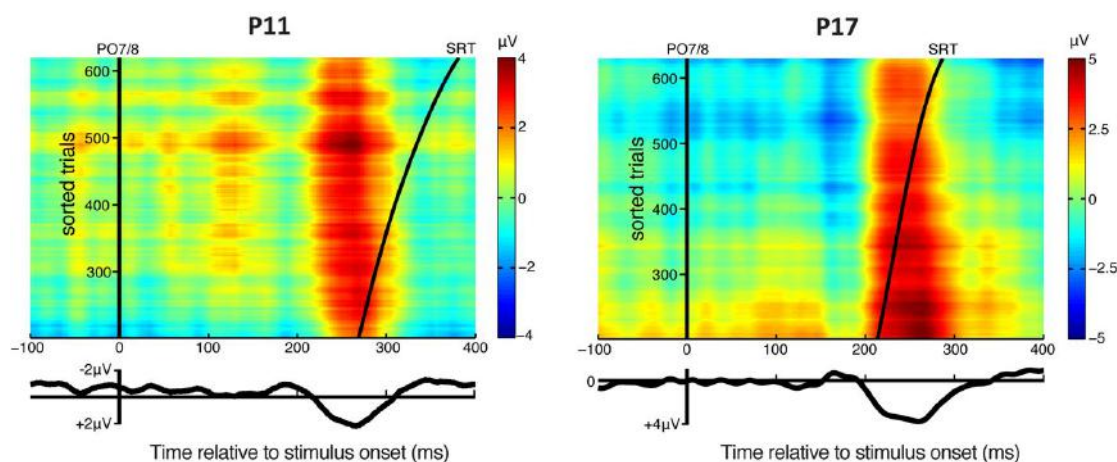 P11
PO7/8
SRT
µV
600
500
400
300
sorted trials
4
2
0
−2
−4
−100
0
100
200
300
400
-2µV
+2µV
Time relative to stimulus onset (ms)
P17
PO7/8
SRT
µV
600
500
400
300
sorted trials
5
2.5
0
−2.5
−5
−100
0
100
200
300
400
0
+4µV
Time relative to stimulus onset (ms)